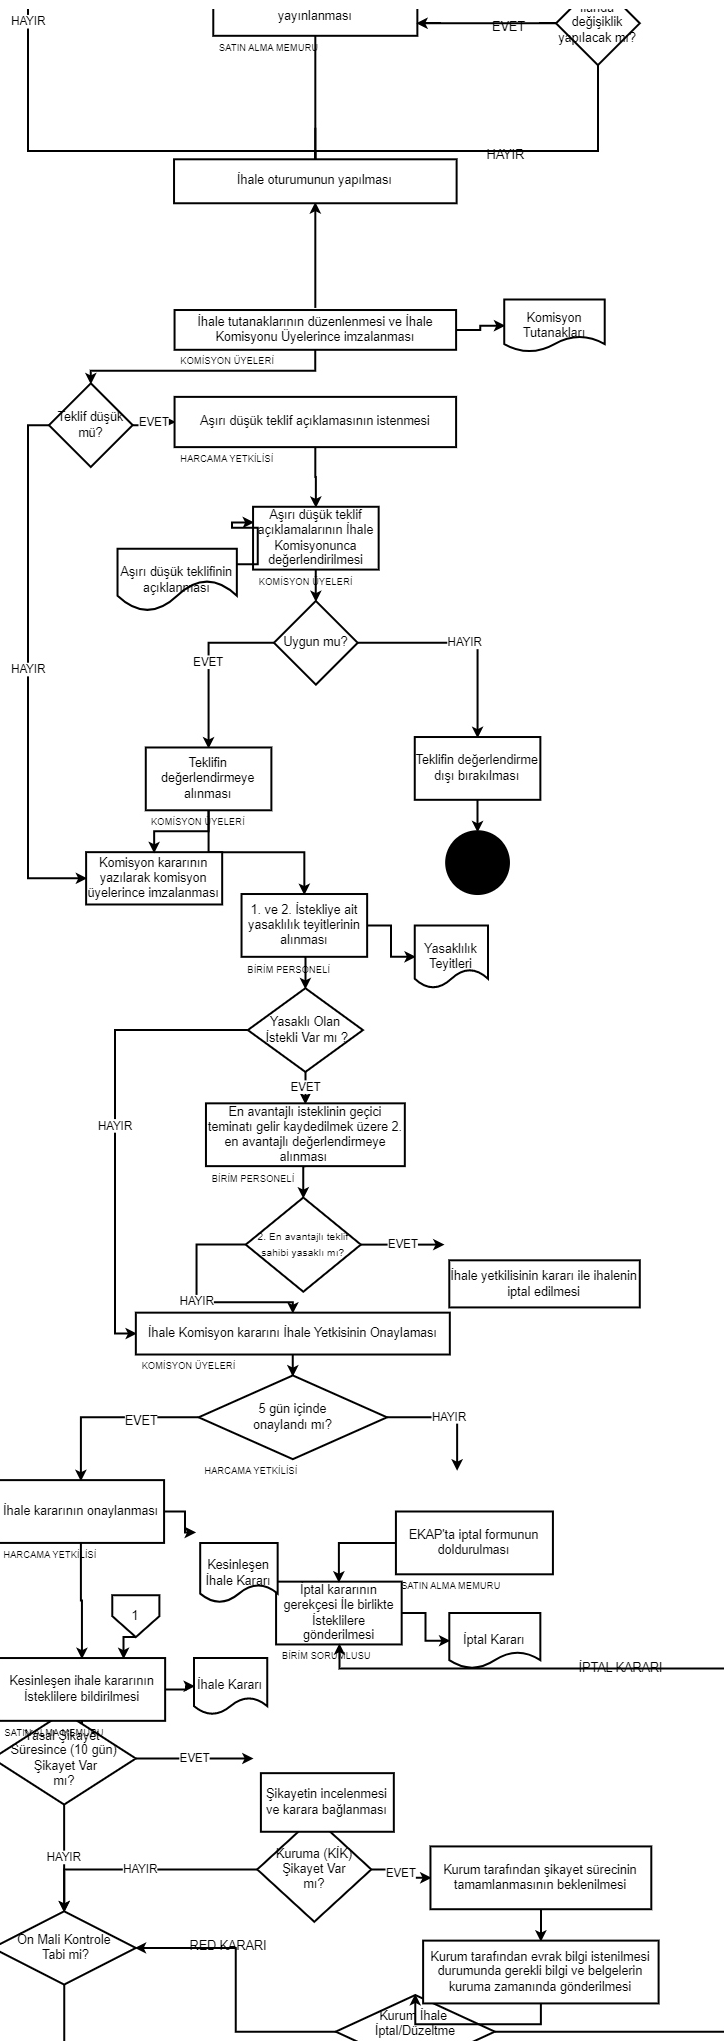 yayınlanması
HAYIR
EVET
değişiklik
yapılacak mı?
SATIN ALMA MEMURU
HAYIR
İhale oturumunun yapılması
İhale tutanaklarının düzenlenmesi ve İhale
Komisyonu Üyelerince imzalanması
Komisyon
Tutanakları
KOMİSYON ÜYELERİ
Teklif düşük
mü?
EVET
Aşırı düşük teklif açıklamasının istenmesi
HARCAMA YETKİLİSİ
Aşırı düşük teklif
açıklamalarının İhale
Komisyonunca
değerlendirilmesi
Aşırı düşük teklifinin
açıklanması
KOMİSYON ÜYELERİ
Uygun mu?
HAYIR
EVET
HAYIR
Teklifin
değerlendirmeye
alınması
Teklifin değerlendirme
dışı bırakılması
KOMİSYON ÜYELERİ
Komisyon kararının
yazılarak komisyon
üyelerince imzalanması
1. ve 2. İstekliye ait
yasaklılık teyitlerinin
alınması
Yasaklılık
Teyitleri
BİRİM PERSONELİ
Yasaklı Olan
İstekli Var mı ?
EVET
HAYIR
En avantajlı isteklinin geçici
teminatı gelir kaydedilmek üzere 2.
en avantajlı değerlendirmeye
alınması
BİRİM PERSONELİ
2. En avantajlı teklif
sahibi yasaklı mı?
EVET
İhale yetkilisinin kararı ile ihalenin
iptal edilmesi
HAYIR
İhale Komisyon kararını İhale Yetkisinin Onaylaması
KOMİSYON ÜYELERİ
5 gün içinde
onaylandı mı?
EVET
HAYIR
HARCAMA YETKİLİSİ
İhale kararının onaylanması
HARCAMA YETKİLİSİ
Kesinleşen
İhale Kararı
EKAP'ta iptal formunun
doldurulması
SATIN ALMA MEMURU
İptal kararının
gerekçesi İle birlikte
İsteklilere
gönderilmesi
1
İptal Kararı
BİRİM SORUMLUSU
İPTAL KARARI
Kesinleşen ihale kararının
İsteklilere bildirilmesi
İhale Kararı
SATIN ALMA MEMURU
Yasal Şikayet
Süresince (10 gün)
Şikayet Var
mı?
EVET
Şikayetin incelenmesi
ve karara bağlanması
HAYIR
Kuruma (KİK)
Şikayet Var
mı?
HAYIR
EVET
Kurum tarafından şikayet sürecinin
tamamlanmasının beklenilmesi
Ön Mali Kontrole
Tabi mi?
RED KARARI
Kurum tarafından evrak bilgi istenilmesi
durumunda gerekli bilgi ve belgelerin
kuruma zamanında gönderilmesi
Kurum İhale
İptal/Düzeltme